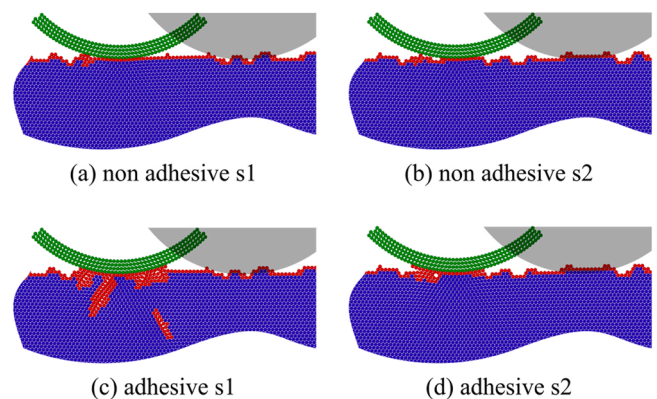 (a) non adhesive s1
(b) non adhesive s2
(c) adhesive s1
(d) adhesive s2